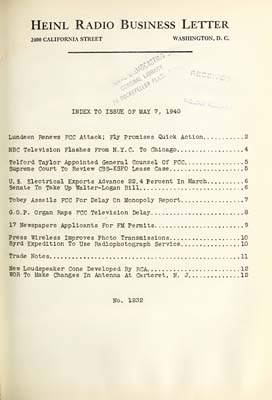 HEINL RADIO BUSINESS LETTER
2400 CALIFORNIA STREET WASHINGTON, D. C.
BROADCASTING
GENERAL LIBRARY
ROCKEFELLER PLAZA
RECEIVED
INDEX TO ISSUE OF MAY 7, 1940
Lundeen Renews FCC Attack; Fly Promises Quick Action..........2
NBC Television Flashes From N.Y.C. To Chicago.................4
Telford Taylor Appointed General Counsel Of FCC...............5
Supreme Court To Review CBS-KSFO Lease Case...................5
U.S. Electrical Exports Advance 22.4 Percent In March.........6
Senate To Take Up Walter-Logan Bill...........................6
Tobey Assails FCC For Delay On Monopoly Report................7
G.O.P. Organ Raps FCC Television Delay........................8
17 Newspapers Applicants For FM Permits.......................9
Press Wireless Improves Photo Transmissions..................10
Byrd Expedition To Use Radiophotograph Service...............10
Trade Notes..................................................11
New Loudspeaker Cone Developed By RCA........................12
WOR To Make Changes In Antenna At Carteret, N. J.............12
No. 1232